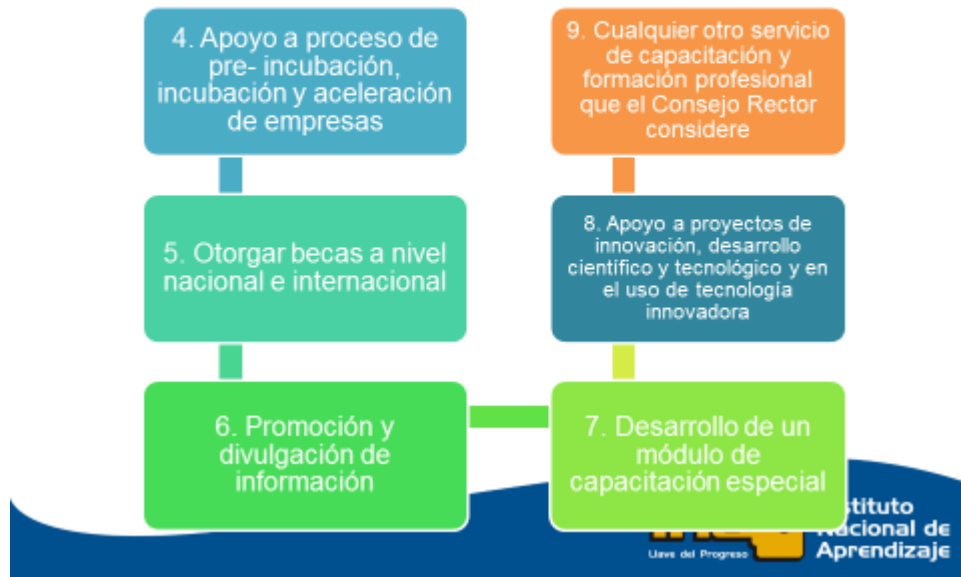 4. Apoyo a proceso de
pre- incubación,
incubación y aceleración
de empresas
5. Otorgar becas a nivel
nacional e internacional
6. Promoción y
divulgación de
información
7. Desarrollo de un
módulo de
capacitación especial
8. Apoyo a proyectos de
innovación, desarrollo
científico y tecnológico y en
el uso de tecnología
innovadora
9. Cualquier otro servicio
de capacitación y
formación profesional
que el Consejo Rector
considere
Llave del Progreso
stituto
Nacional de
Aprendizaje